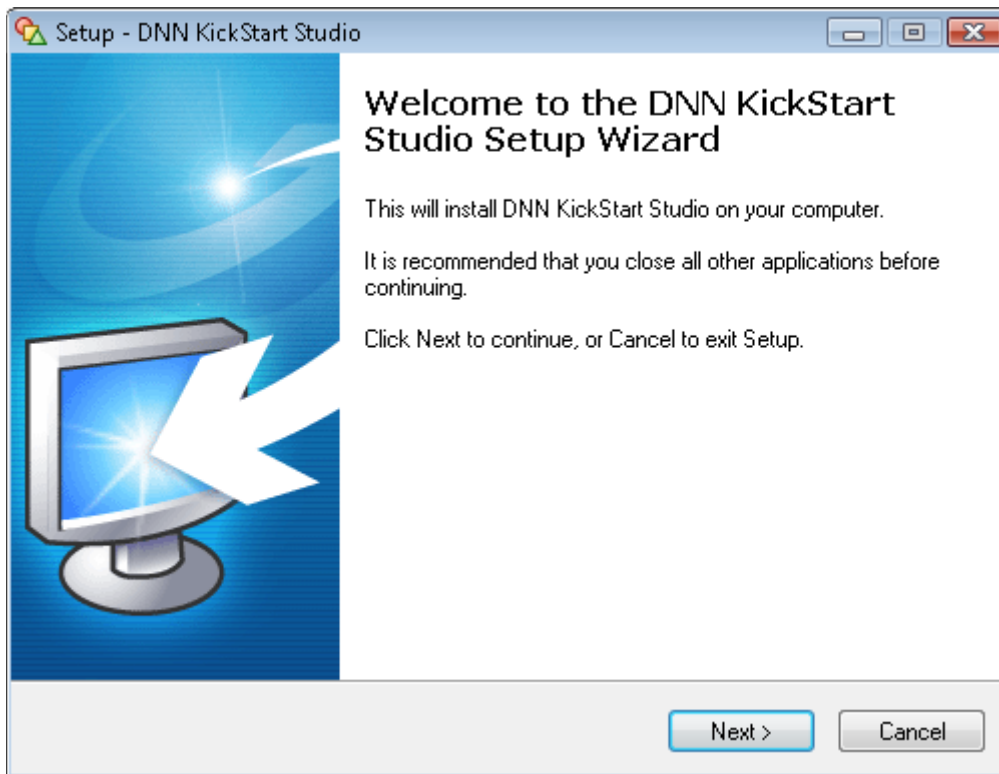 Setup - DNN KickStart Studio
Welcome to the DNN KickStart
Studio Setup Wizard
This will install DNN KickStart Studio on your computer.
It is recommended that you close all other applications before
continuing.
Click Next to continue, or Cancel to exit Setup.
Next >
Cancel